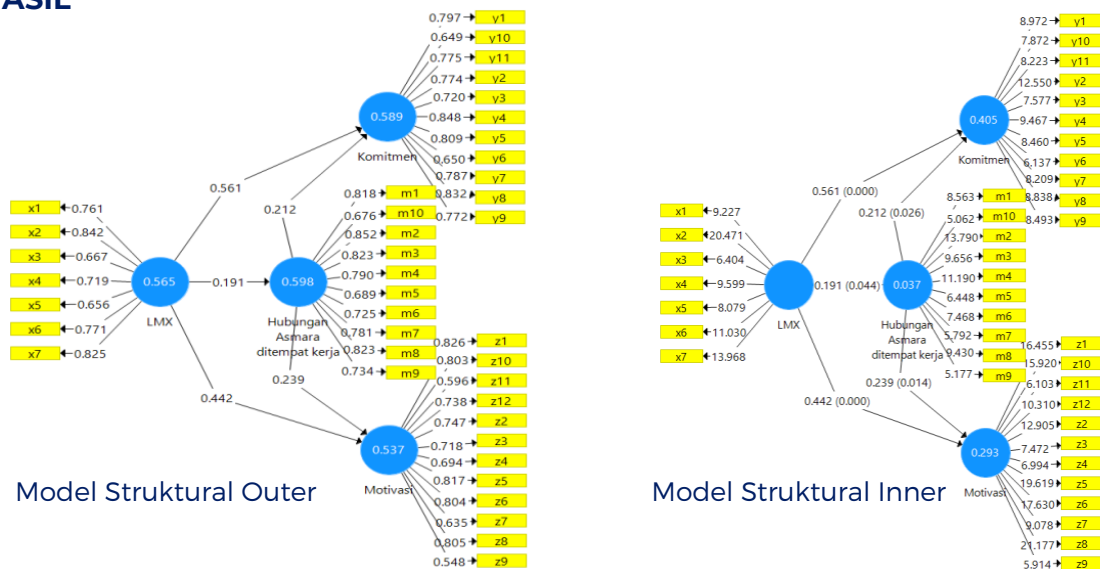 ASIL
0.797 y1
0.649 y10
0.775 y11
0.774 y2
0.720 y3
0.848 y4
0.809 y5
0.650 y6
0.787 y7
0.832 y8
0.772 y9
0.589
Komitmen
0.561
0.212
x1 0.761
x2 0.842
x3 0.667
x4 0.719
x5 0.656
x6 0.771
x7 0.825
0.565
LMX
0.191
0.598
Hubungan
Asmara
ditempat kerja
0.818 m1
0.676 m10
0.852 m2
0.823 m3
0.790 m4
0.689 m5
0.725 m6
0.781 m7
0.823 m8
0.734 m9
0.239
0.442
0.537
Motivasi
0.826 z1
0.803 z10
0.596 z11
0.738 z12
0.747 z2
0.718 z3
0.694 z4
0.817 z5
0.804 z6
0.635 z7
0.805 z8
0.548 z9
Model Struktural Outer
8.972 y1
7.872 y10
8.223 y11
12.550 y2
7.577 y3
9.467 y4
8.460 y5
6.137 y6
8.209 y7
8.838 y8
8.493 y9
0.405
Komitmen
0.561 (0.000)
0.212 (0.026)
x1 9.227
x2 20.471
x3 6.404
x4 9.599
x5 8.079
x6 11.030
x7 13.968
LMX
0.191 (0.044)
0.037
Hubungan
Asmara
ditempat kerja
8.563 m1
5.062 m10
13.790 m2
9.656 m3
11.190 m4
6.448 m5
7.468 m6
5.792 m7
9.430 m8
5.177 m9
0.239 (0.014)
0.442 (0.000)
0.293
Motivasi
16.455 z1
15.920 z10
6.103 z11
10.310 z12
12.905 z2
7.472 z3
6.994 z4
19.619 z5
17.630 z6
9.078 z7
21.177 z8
5.914 z9
Model Struktural Inner